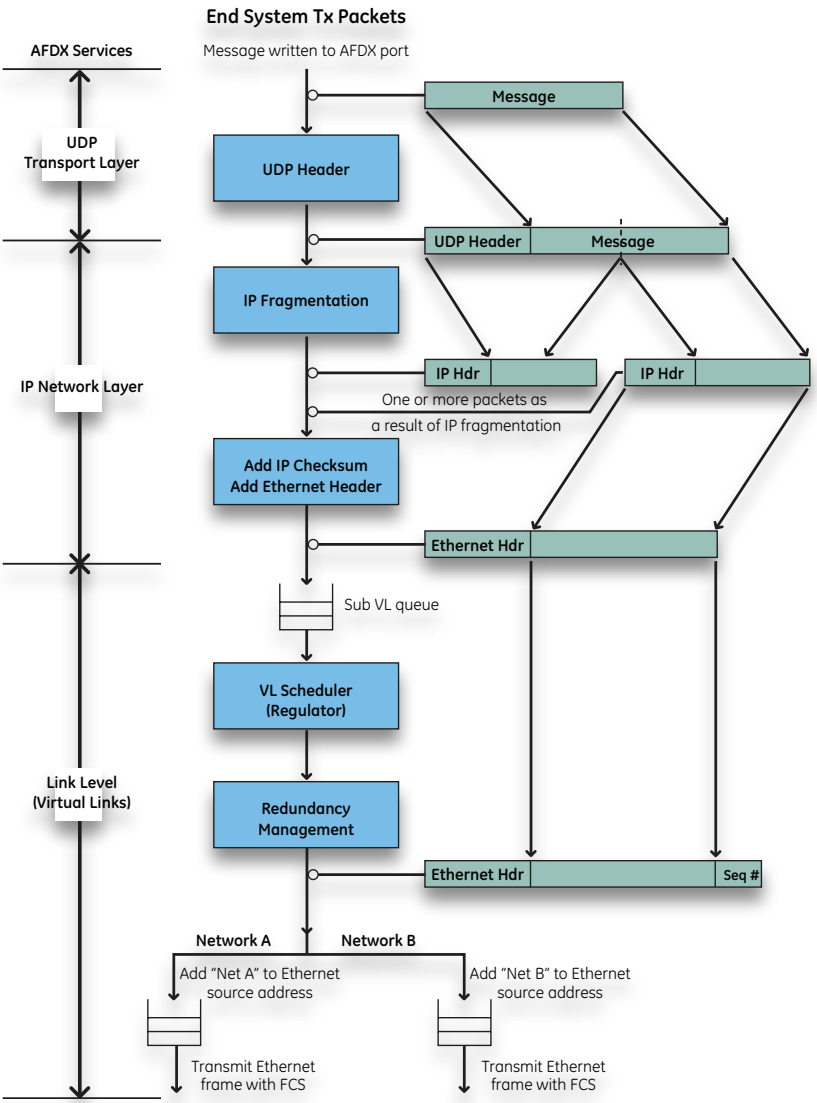 End System Tx Packets
AFDX Services
Message written to AFDX port
Message
UDP
Transport Layer
UDP Header
UDP Header
Message
IP Fragmentation
IP Network Layer
IP Hdr
IP Hdr
One or more packets as
a result of IP fragmentation
Add IP Checksum
Add Ethernet Header
Ethernet Hdr
Sub VL queue
VL Scheduler
(Regulator)
Link Level
(Virtual Links)
Redundancy
Management
Ethernet Hdr
Seq #
Network A
Network B
Add “Net A” to Ethernet
source address
Add “Net B” to Ethernet
source address
Transmit Ethernet
frame with FCS
Transmit Ethernet
frame with FCS